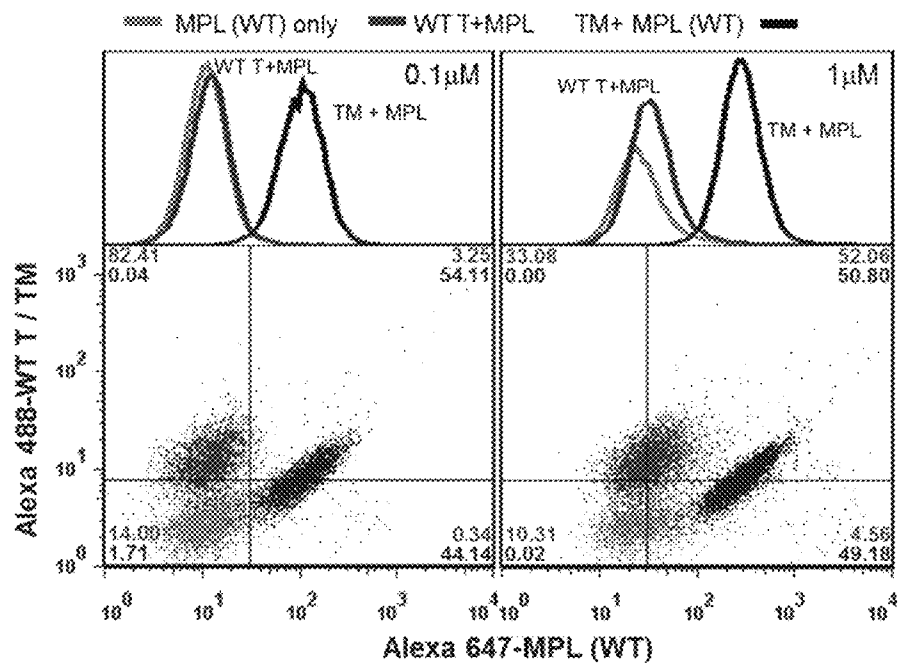 MPL (WT) only WT T+MPL TM+ MPL (WT)
WT T+MPL 0.1µM
TM + MPL
WT T+MPL 1µM
TM + MPL
82.41 3.25
0.04 54.11
33.06 52.06
0.00 50.80
14.00 0.34
1.71 44.14
10.31 4.56
0.02 49.18
10³
10²
10¹
10⁰
Alexa 488-WT T / TM
10⁰ 10¹ 10² 10³ 10⁴
10⁰ 10¹ 10² 10³ 10⁴
Alexa 647-MPL (WT)